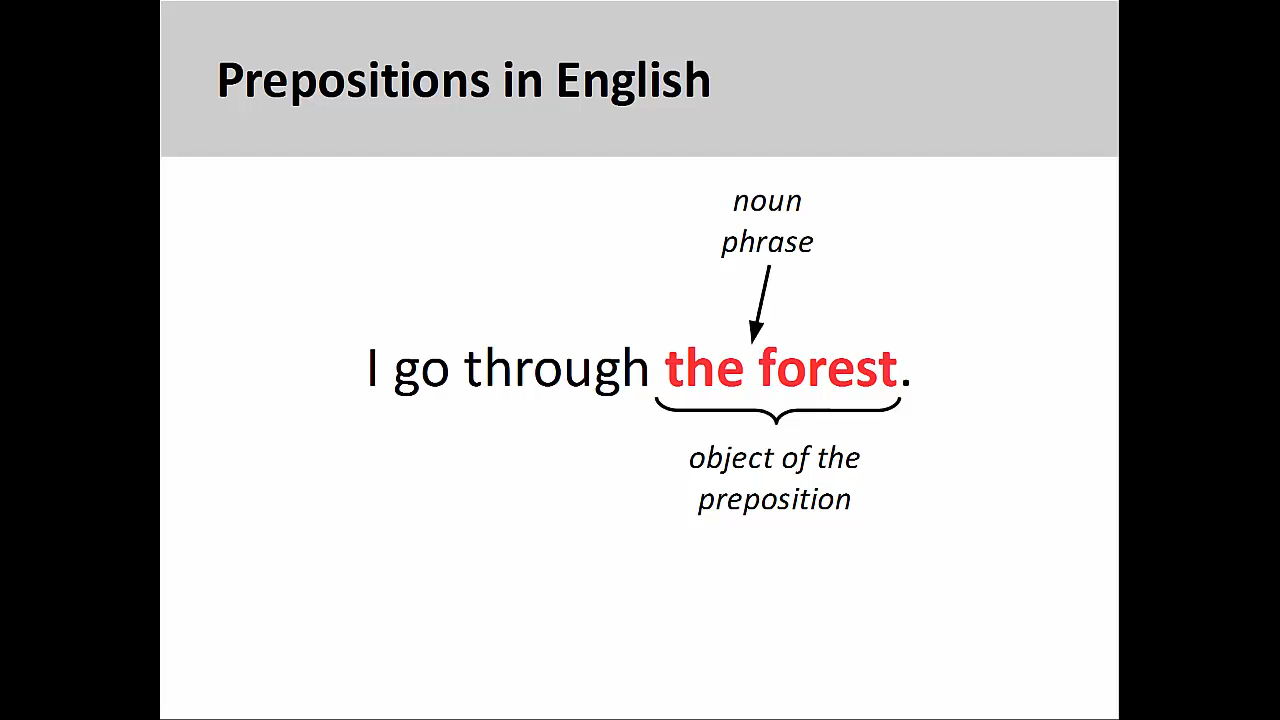 Prepositions in English
noun
phrase
I go through the forest.
object of the
preposition